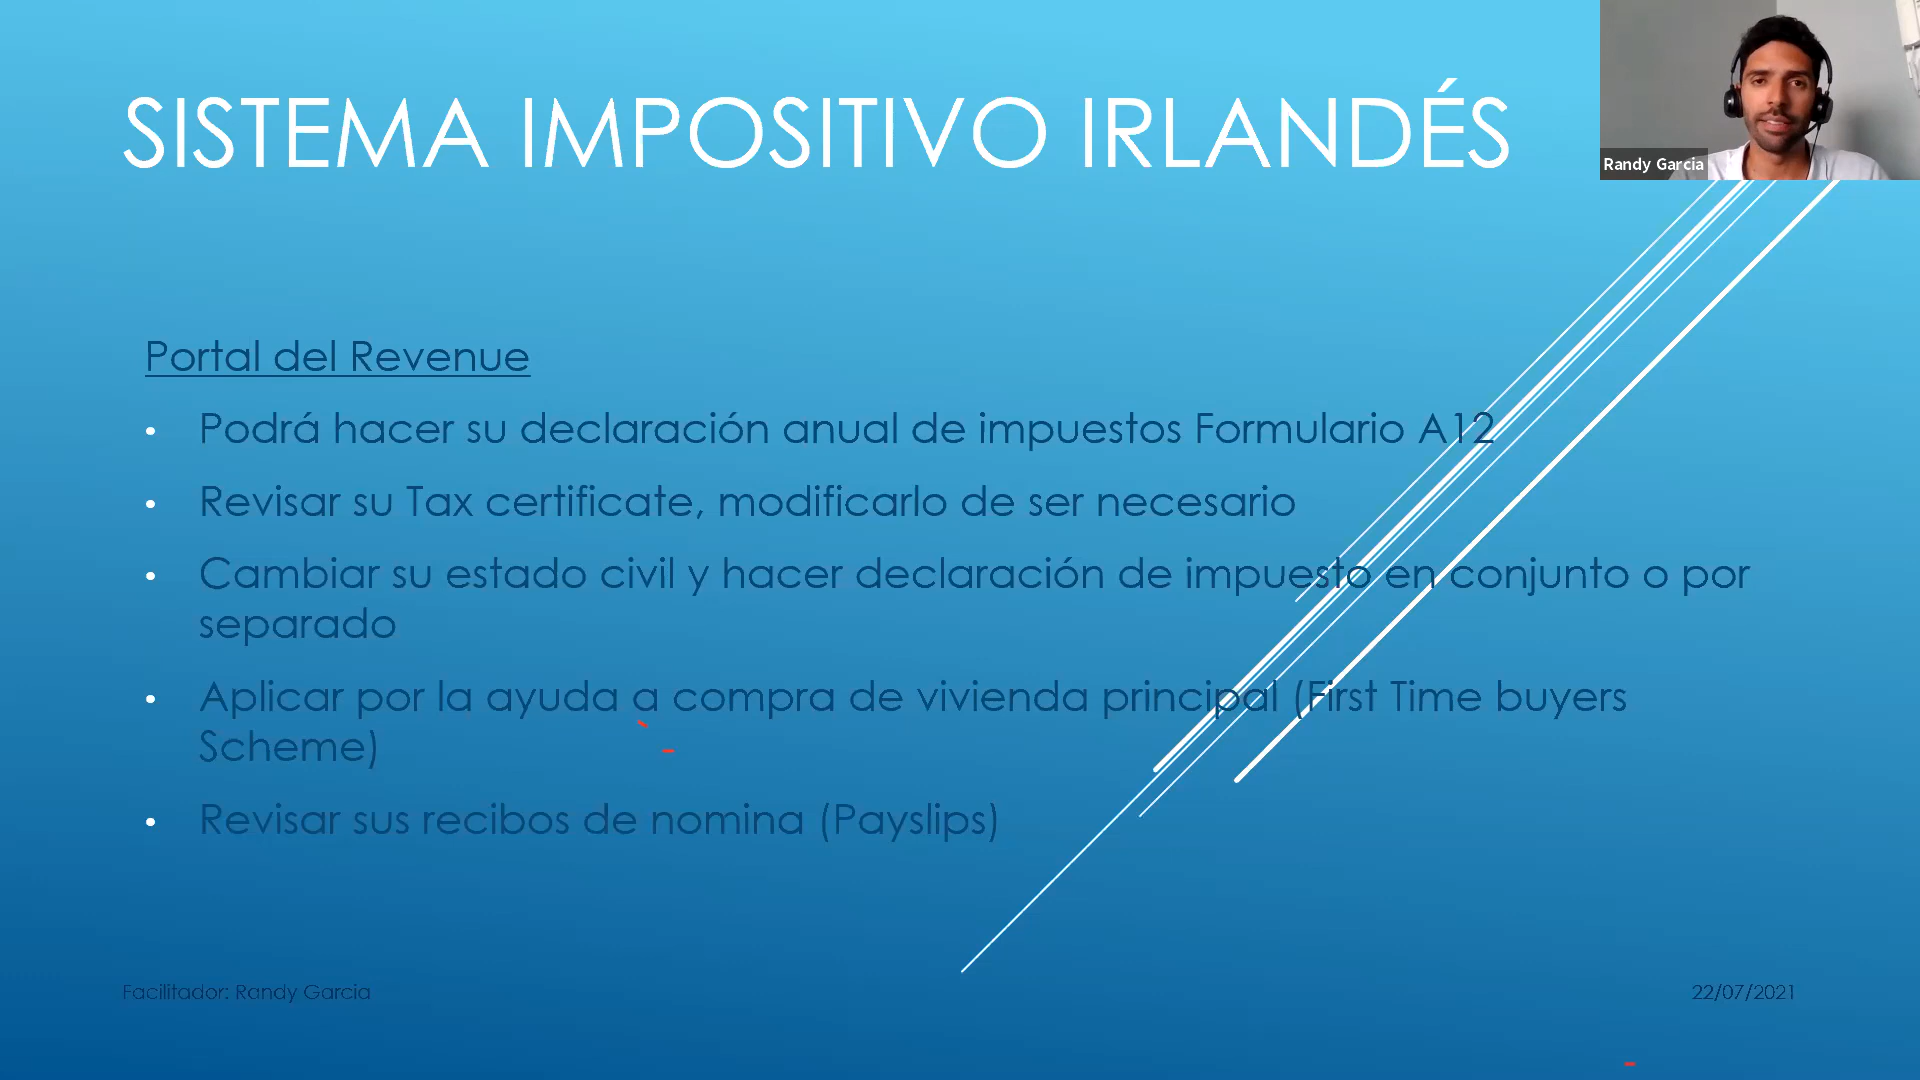 SISTEMA IMPOSITIVO IRLANDÉS
Randy Garcia
Portal del Revenue
• Podrá hacer su declaración anual de impuestos Formulario A12
• Revisar su Tax certificate, modificarlo de ser necesario
• Cambiar su estado civil y hacer declaración de impuesto en conjunto o por
separado
• Aplicar por la ayuda a compra de vivienda principal (First Time buyers
Scheme)
• Revisar sus recibos de nomina (Payslips)
Facilitador: Randy Garcia
22/07/2021